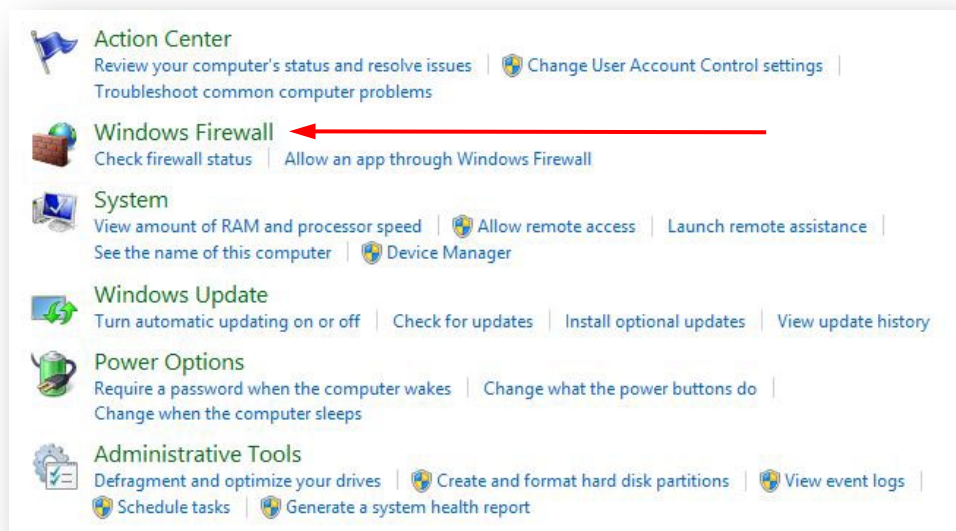 Action Center
Review your computer's status and resolve issues Change User Account Control settings
Troubleshoot common computer problems
Windows Firewall
Check firewall status Allow an app through Windows Firewall
System
View amount of RAM and processor speed Allow remote access Launch remote assistance
See the name of this computer Device Manager
Windows Update
Turn automatic updating on or off Check for updates Install optional updates View update history
Power Options
Require a password when the computer wakes Change what the power buttons do
Change when the computer sleeps
Administrative Tools
Defragment and optimize your drives Create and format hard disk partitions View event logs
Schedule tasks Generate a system health report